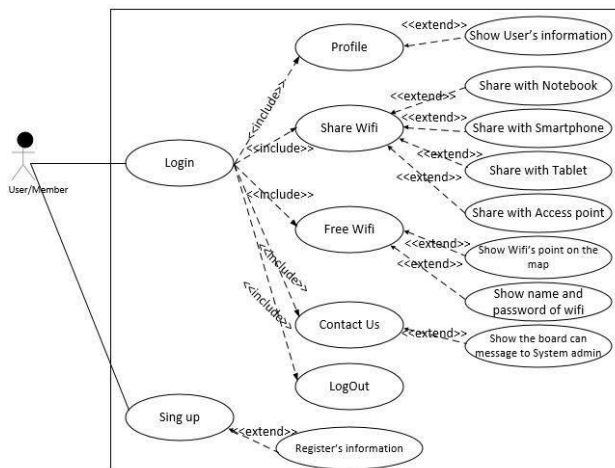 <<extend>>
Profile
Show User's information
<<include>>
Share with Notebook
<<extend>>
<<extend>>
Login
<<include>>
Share Wifi
Share with Smartphone
<<extend>>
Share with Tablet
<<extend>>
User/Member
<<include>>
Share with Access point
Free Wifi
<<extend>>
Show Wifi's point on the
map
<<extend>>
<<include>>
Show name and
password of wifi
<<include>>
Contact Us
<<extend>>
Show the board can
message to System admin
LogOut
Sing up
<<extend>>
Register's information